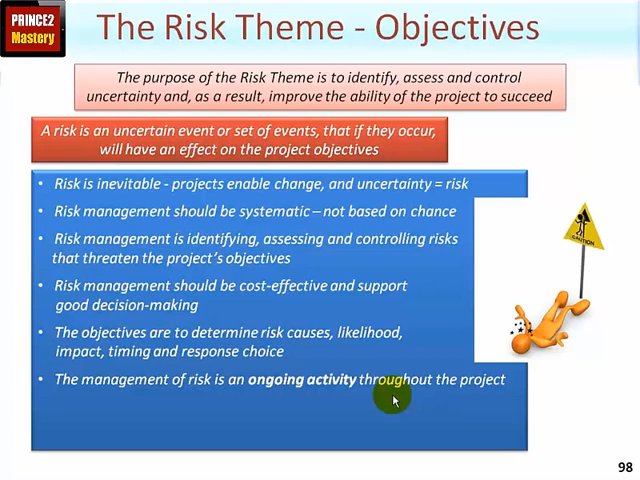 PRINCE2
Mastery
The Risk Theme - Objectives
The purpose of the Risk Theme is to identify, assess and control
uncertainty and, as a result, improve the ability of the project to succeed
A risk is an uncertain event or set of events, that if they occur,
will have an effect on the project objectives
• Risk is inevitable - projects enable change, and uncertainty = risk
• Risk management should be systematic – not based on chance
• Risk management is identifying, assessing and controlling risks
that threaten the project's objectives
• Risk management should be cost-effective and support
good decision-making
• The objectives are to determine risk causes, likelihood,
impact, timing and response choice
• The management of risk is an ongoing activity throughout the project
CAUTION
98